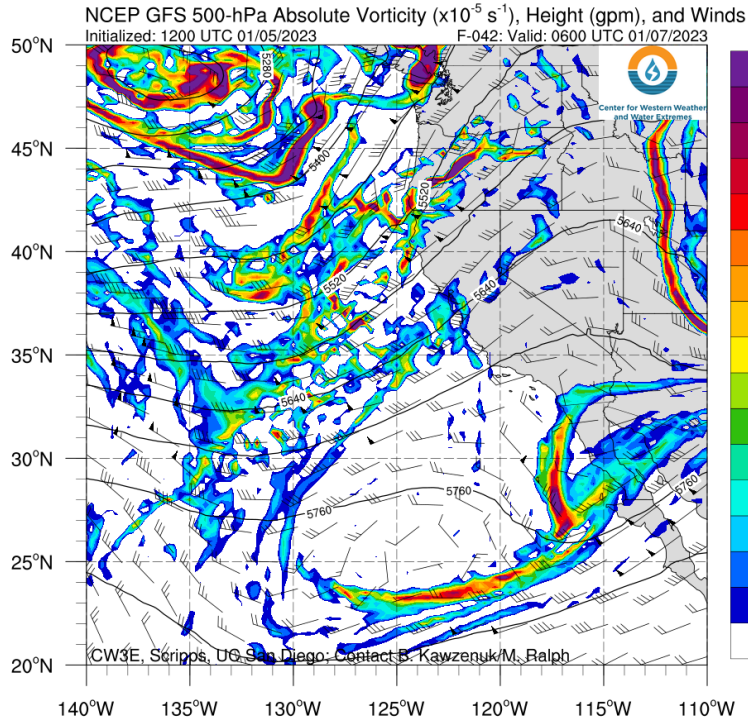 NCEP GFS 500-hPa Absolute Vorticity (x10⁻⁵ s⁻¹), Height (gpm), and Winds
Initialized: 1200 UTC 01/05/2023 F-042: Valid: 0600 UTC 01/07/2023
Center for Western Weather
and Water Extremes
50°N
45°N
40°N
35°N
30°N
25°N
20°N
5280
5400
5520
5640
5520
5640
5640
5760
5760
5760
CW3E, Scripps, UC San Diego; Contact B. Kawzenuk/M. Ralph
140°W 135°W 130°W 125°W 120°W 115°W 110°W